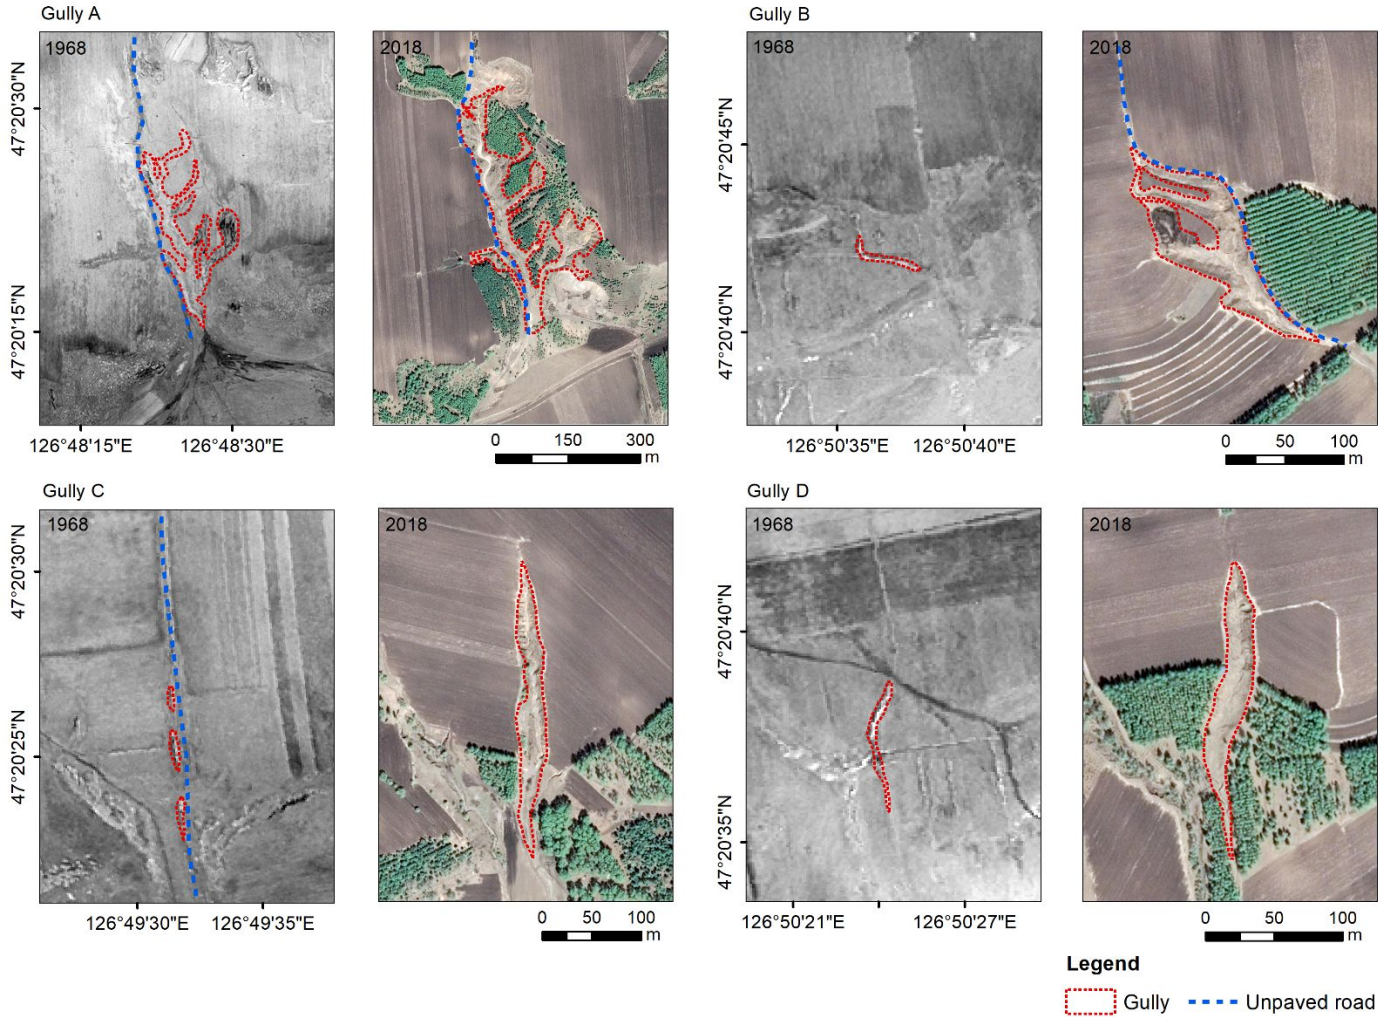 Gully A
Gully B
1968
2018
1968
2018
47°20'30"N
47°20'15"N
47°20'45"N
47°20'40"N
126°48'15"E 126°48'30"E
0 150 300
m
126°50'35"E 126°50'40"E
0 50 100
m
Gully C
Gully D
1968
2018
1968
2018
47°20'30"N
47°20'25"N
47°20'40"N
47°20'35"N
126°49'30"E 126°49'35"E
0 50 100
m
126°50'21"E 126°50'27"E
0 50 100
m
Legend
Gully Unpaved road